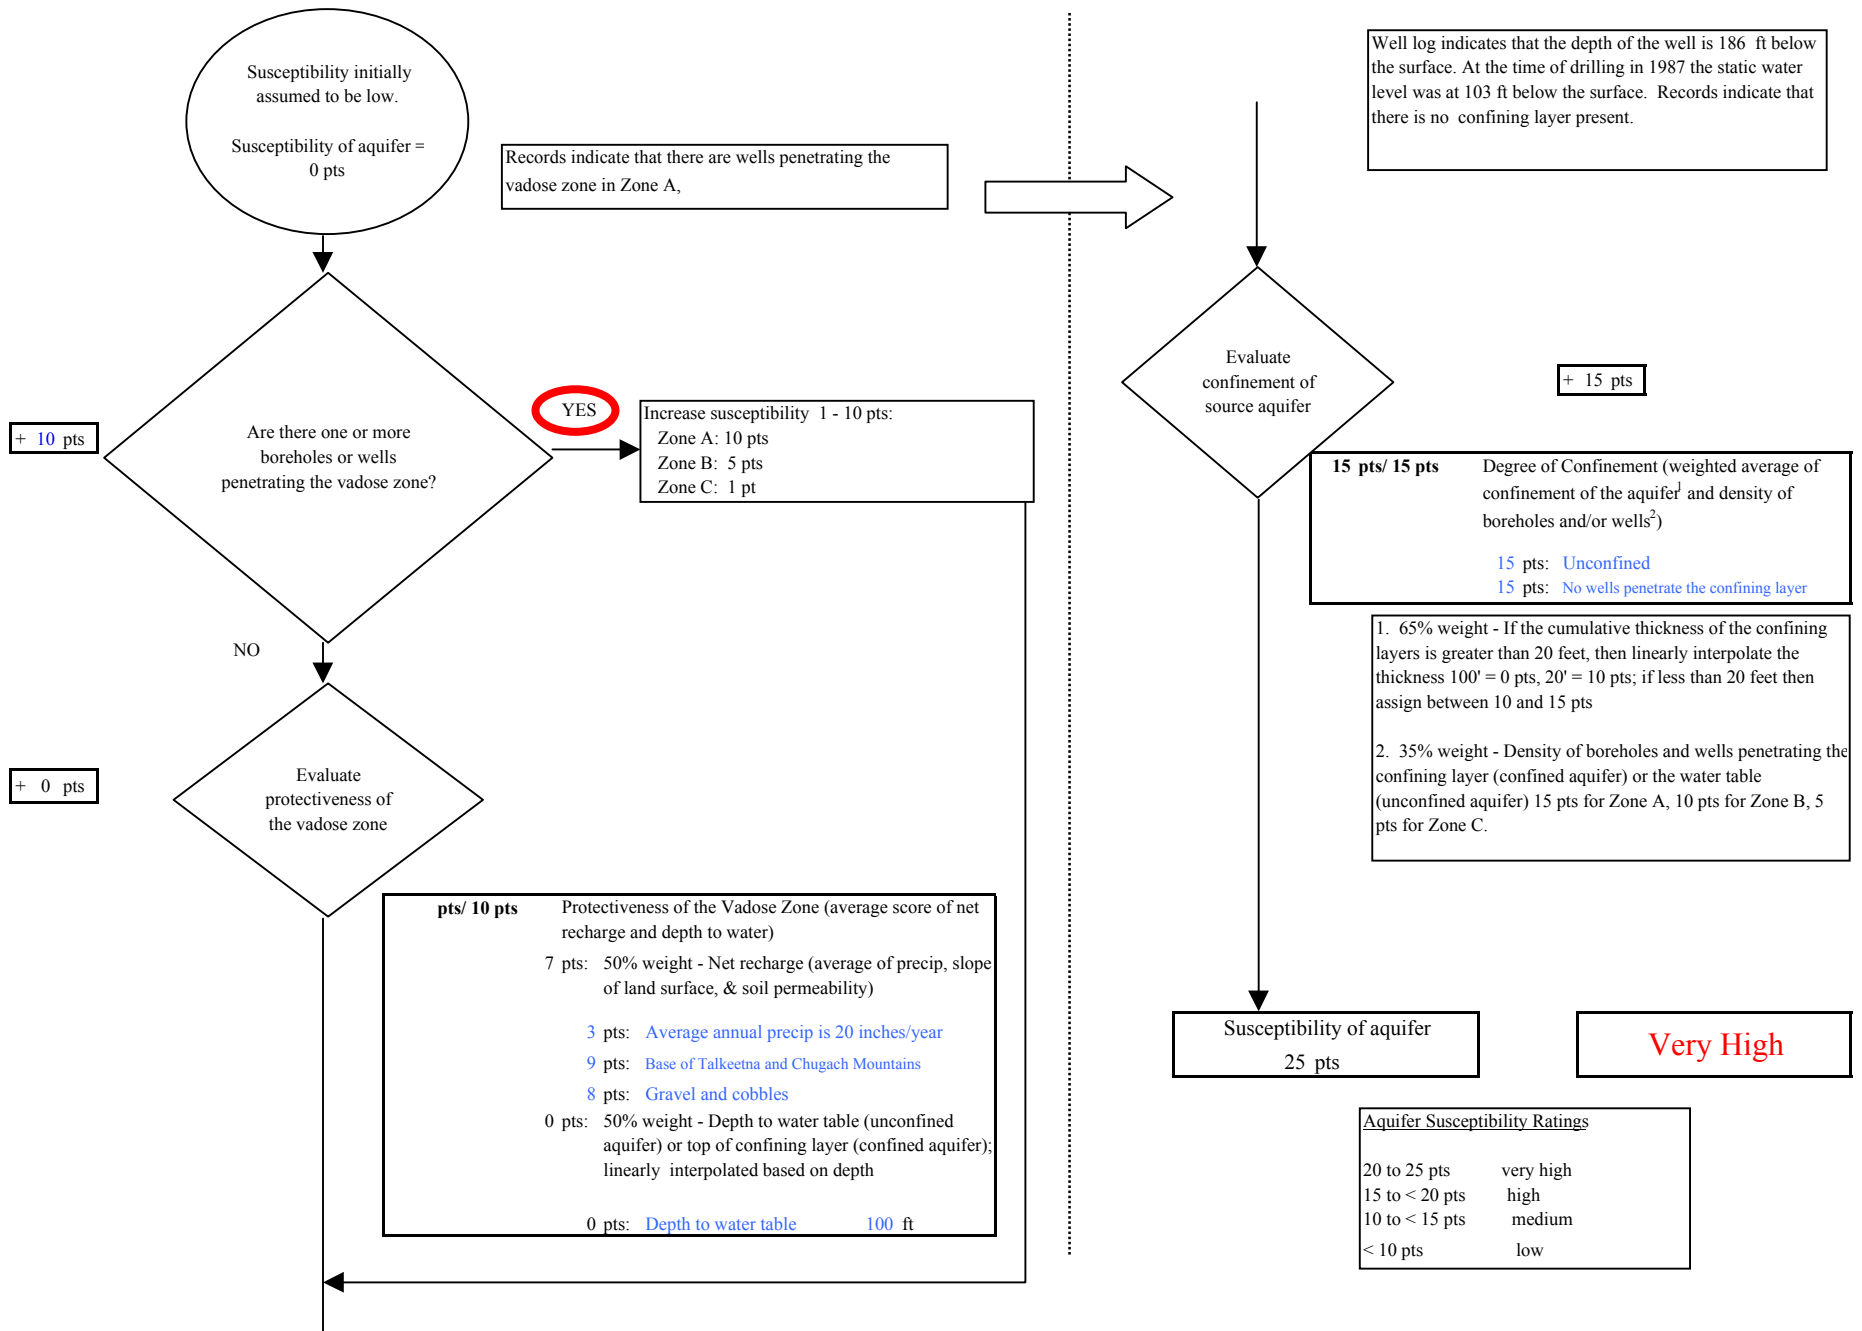 Susceptibility initially
assumed to be low.
Susceptibility of aquifer =
0 pts
Records indicate that there are wells penetrating the
vadose zone in Zone A,
+ 10 pts
Are there one or more
boreholes or wells
penetrating the vadose zone?
YES
Increase susceptibility 1 - 10 pts:
Zone A: 10 pts
Zone B: 5 pts
Zone C: 1 pt
NO
+ 0 pts
Evaluate
protectiveness of
the vadose zone
pts/ 10 pts Protectiveness of the Vadose Zone (average score of net
recharge and depth to water)
7 pts: 50% weight - Net recharge (average of precip, slope
of land surface, & soil permeability)
3 pts: Average annual precip is 20 inches/year
9 pts: Base of Talkeetna and Chugach Mountains
8 pts: Gravel and cobbles
0 pts: 50% weight - Depth to water table (unconfined
aquifer) or top of confining layer (confined aquifer);
linearly interpolated based on depth
0 pts: Depth to water table 100 ft
Well log indicates that the depth of the well is 186 ft below
the surface. At the time of drilling in 1987 the static water
level was at 103 ft below the surface. Records indicate that
there is no confining layer present.
Evaluate
confinement of
source aquifer
+ 15 pts
15 pts/ 15 pts Degree of Confinement (weighted average of
confinement of the aquifer1 and density of
boreholes and/or wells2)
15 pts: Unconfined
15 pts: No wells penetrate the confining layer
1. 65% weight - If the cumulative thickness of the confining
layers is greater than 20 feet, then linearly interpolate the
thickness 100' = 0 pts, 20' = 10 pts; if less than 20 feet then
assign between 10 and 15 pts
2. 35% weight - Density of boreholes and wells penetrating the
confining layer (confined aquifer) or the water table
(unconfined aquifer) 15 pts for Zone A, 10 pts for Zone B, 5
pts for Zone C.
Susceptibility of aquifer
25 pts
Very High
Aquifer Susceptibility Ratings
20 to 25 pts very high
15 to < 20 pts high
10 to < 15 pts medium
< 10 pts low